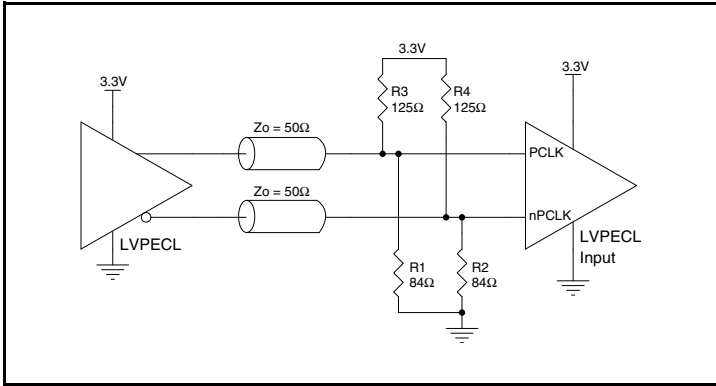 3.3V
3.3V
3.3V
R3
125Ω
R4
125Ω
Zo = 50Ω
PCLK
Zo = 50Ω
nPCLK
LVPECL
LVPECL
Input
R1
84Ω
R2
84Ω